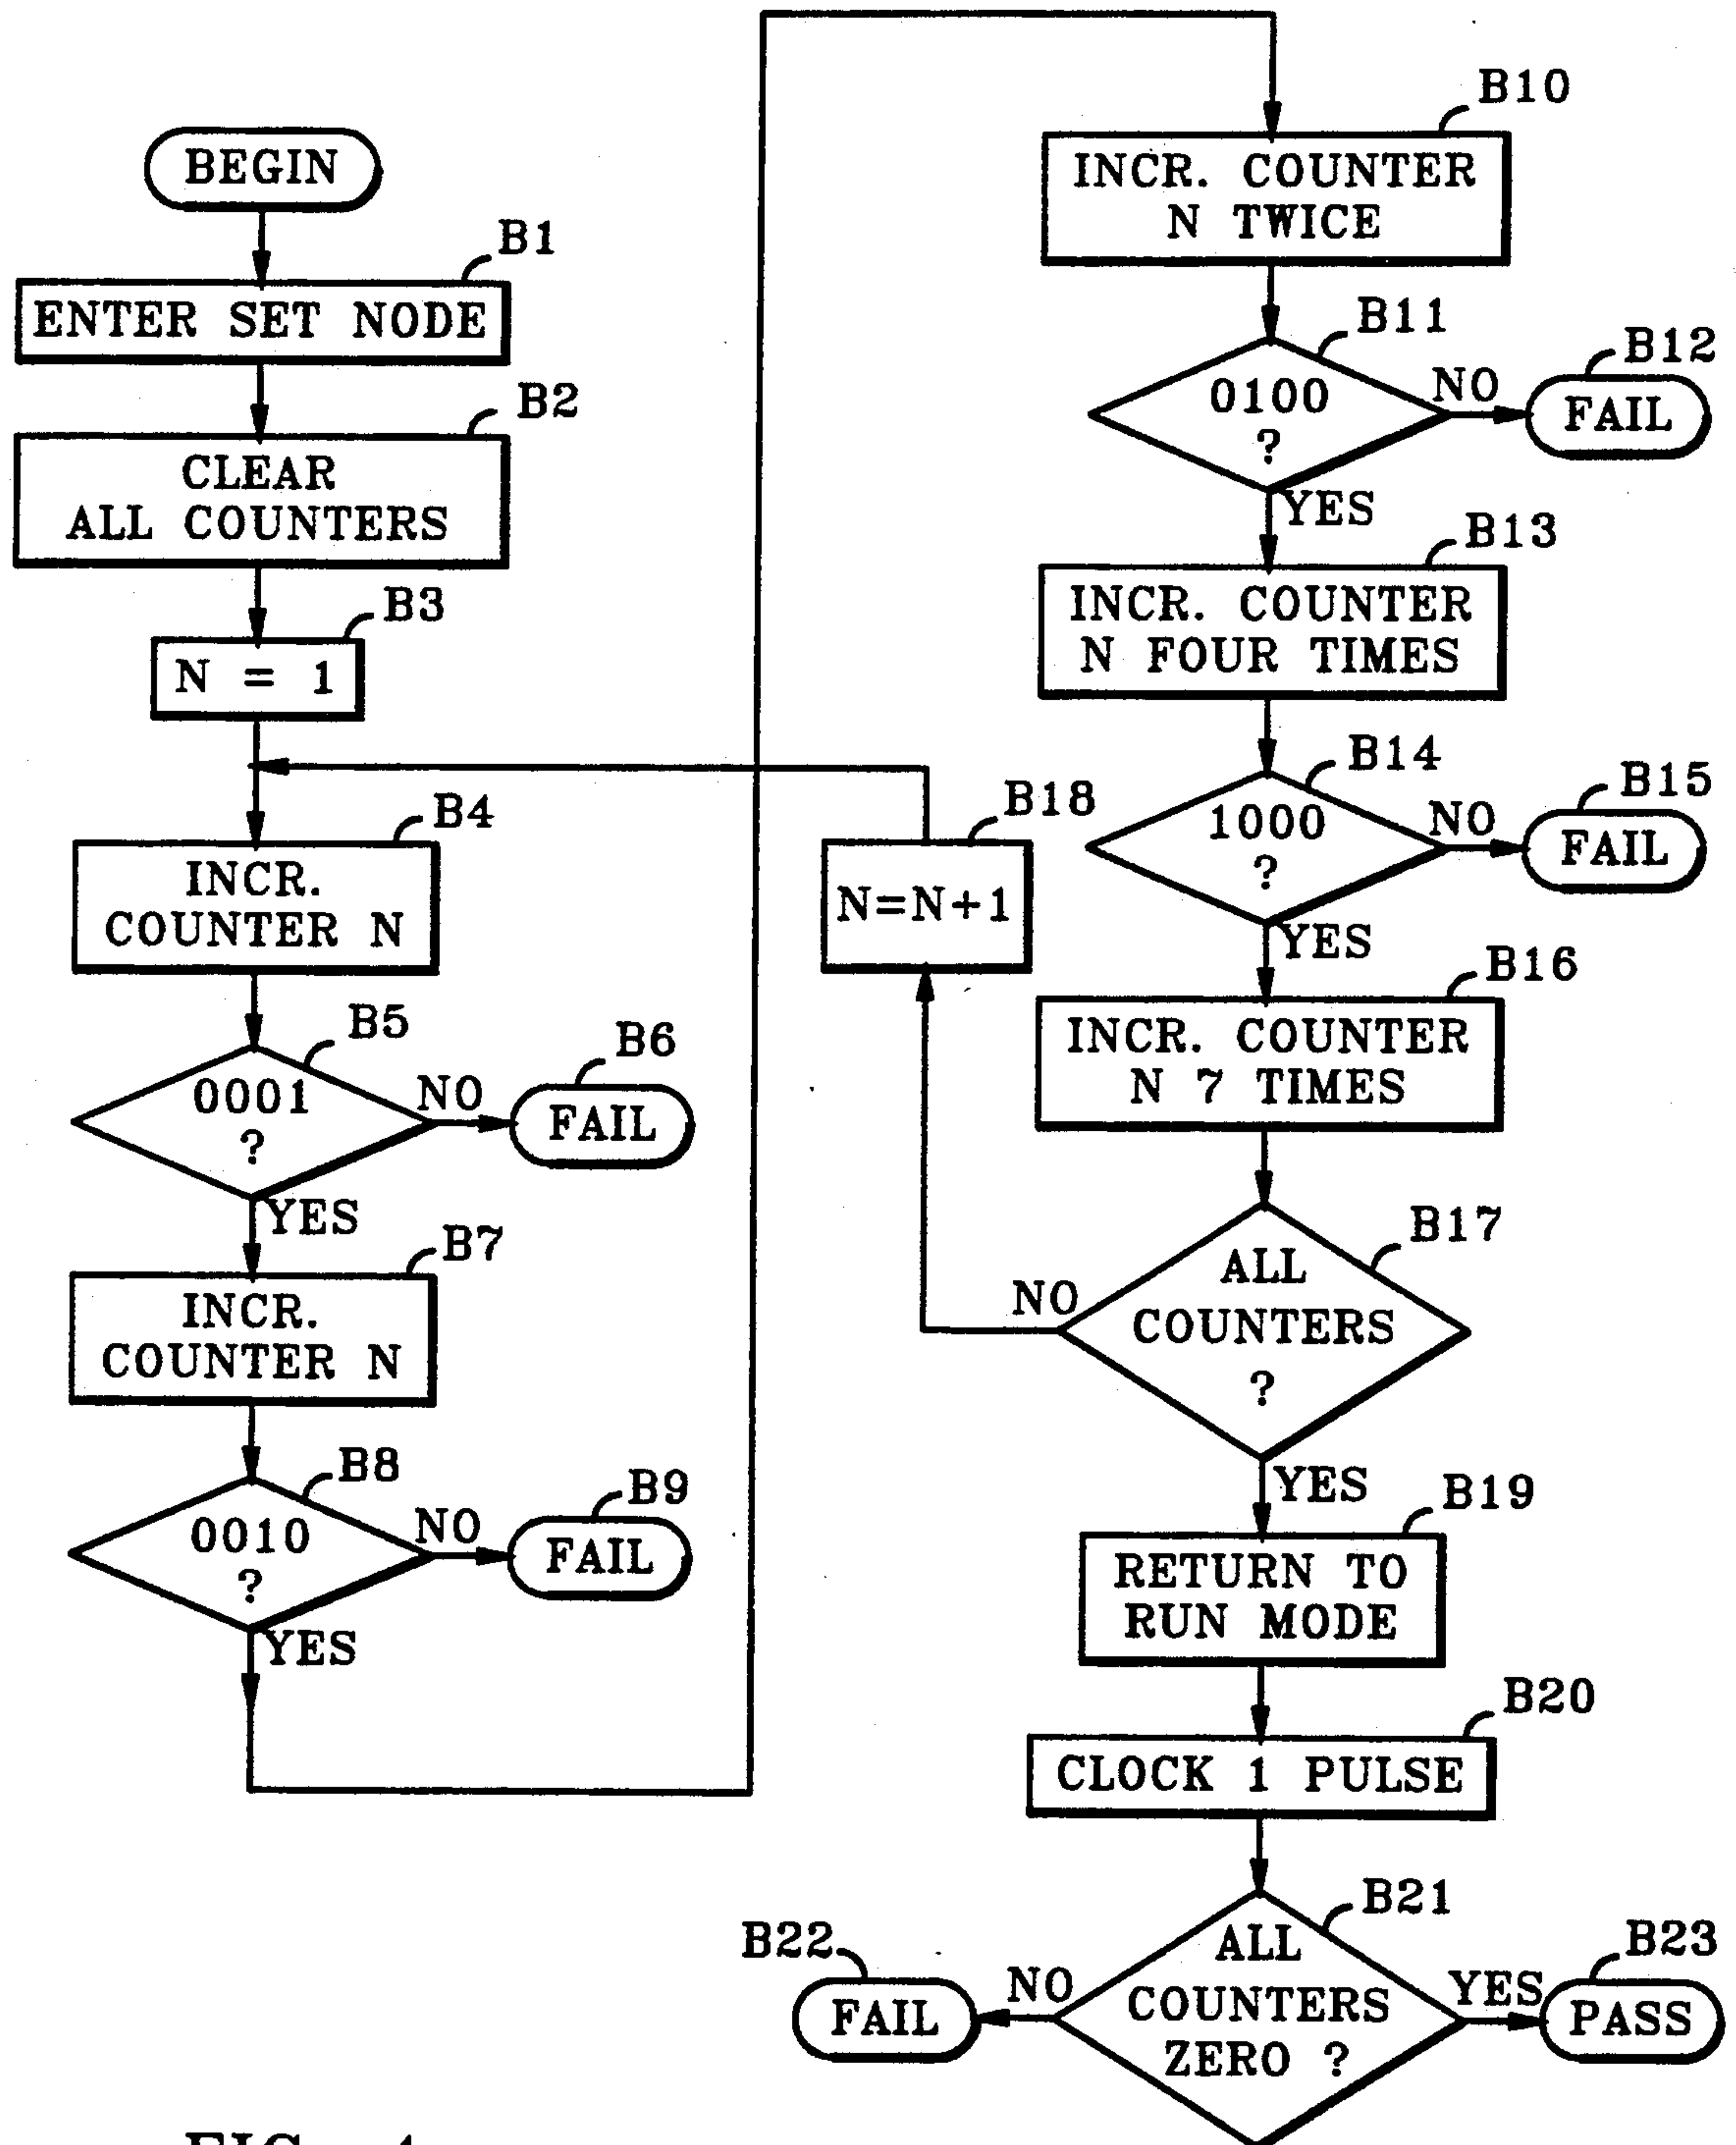 BEGIN
B1
ENTER SET NODE
B2
CLEAR
ALL COUNTERS
B3
N = 1
B4
INCR.
COUNTER N
B5
0001
?
NO
B6
FAIL
YES
B7
INCR.
COUNTER N
B8
0010
?
NO
B9
FAIL
YES
B10
INCR. COUNTER
N TWICE
B11
0100
?
NO
B12
FAIL
YES
B13
INCR. COUNTER
N FOUR TIMES
B14
1000
?
NO
B15
FAIL
YES
B16
INCR. COUNTER
N 7 TIMES
B17
ALL
COUNTERS
?
NO
B18
N=N+1
YES
B19
RETURN TO
RUN MODE
B20
CLOCK 1 PULSE
B21
ALL
COUNTERS
ZERO ?
NO
B22
FAIL
YES
B23
PASS